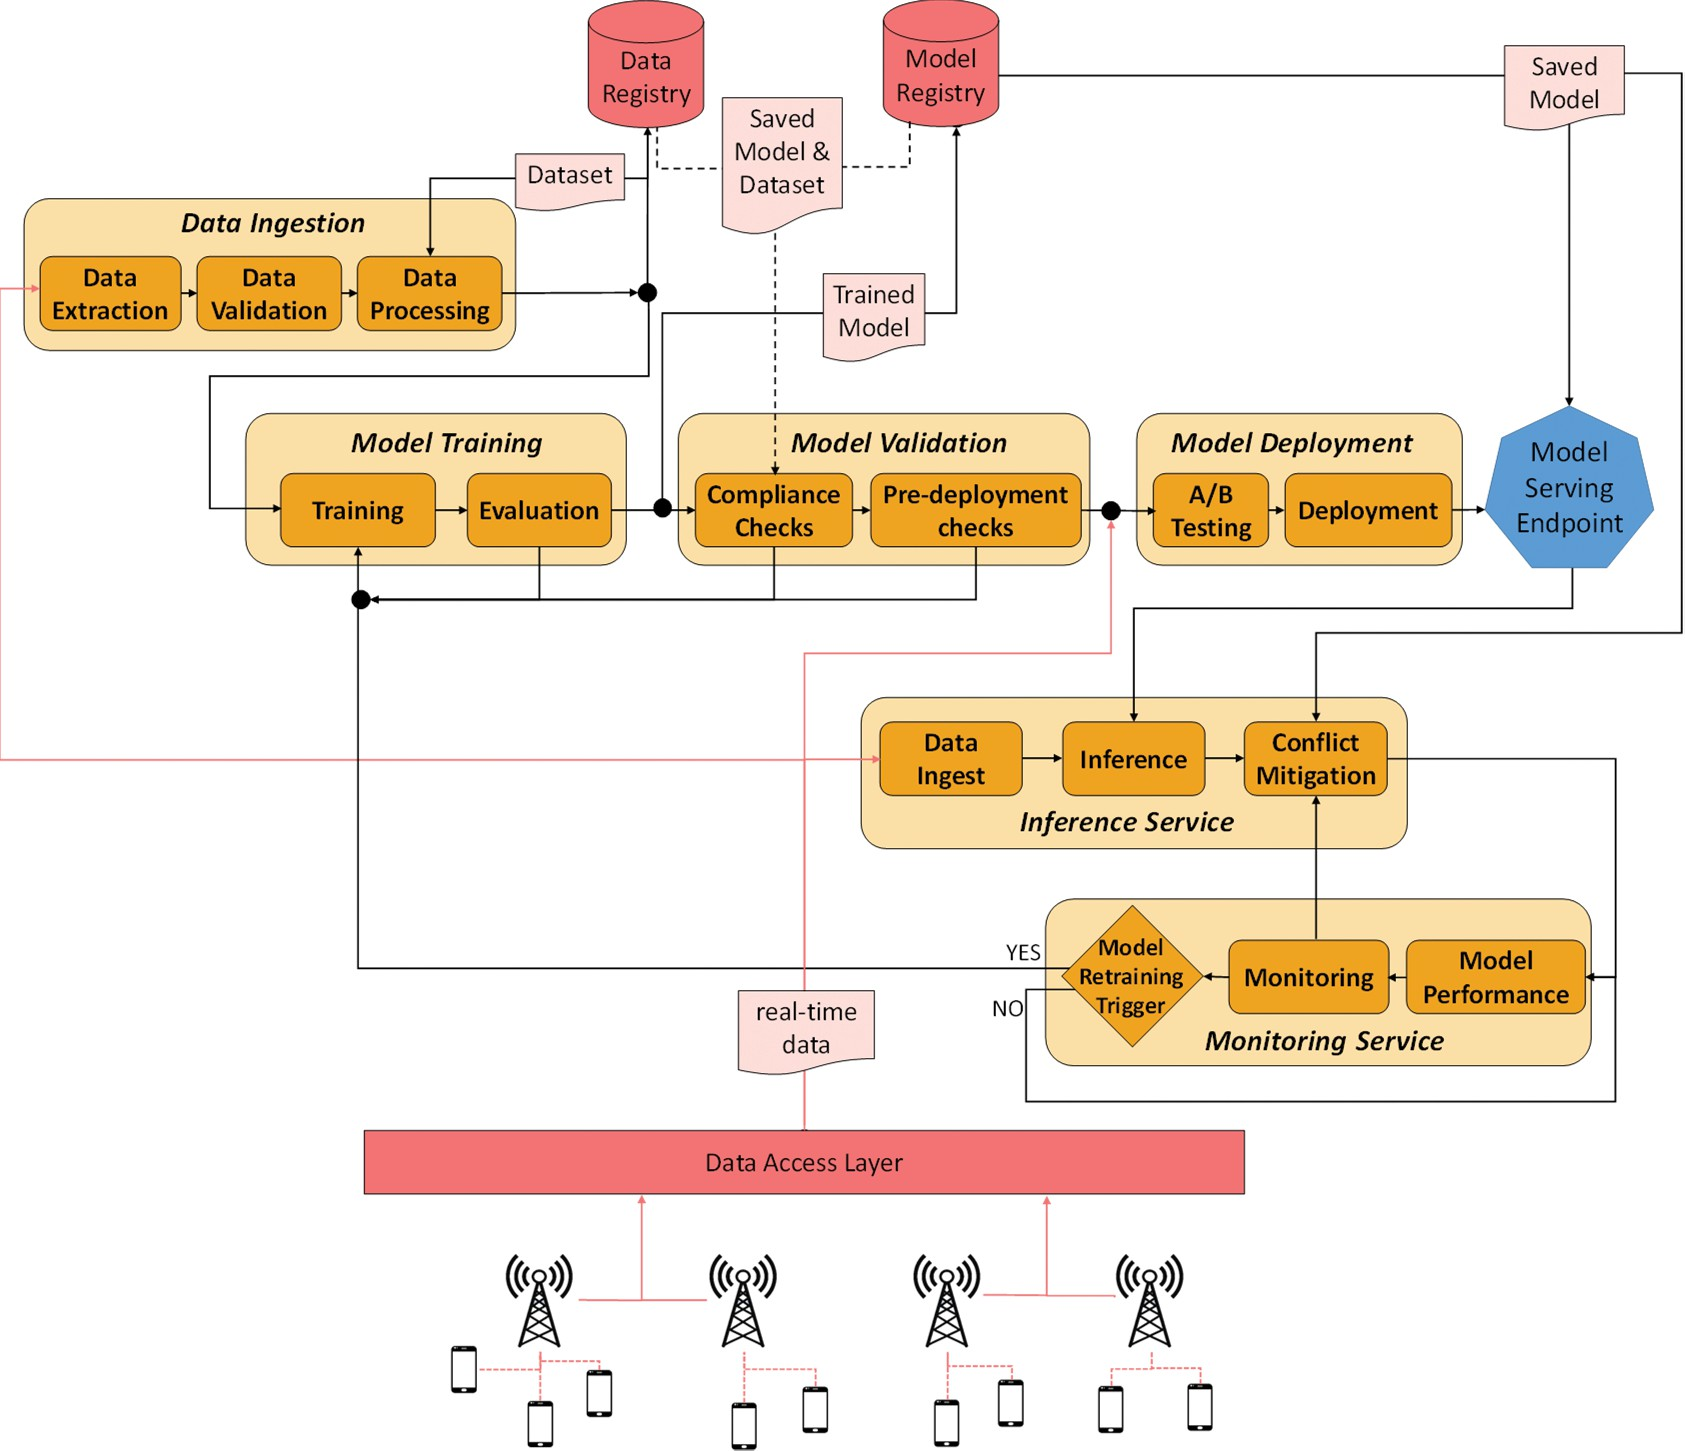 Data
Registry
Model
Registry
Saved
Model
Saved
Model &
Dataset
Dataset
Data Ingestion
Data
Extraction
Data
Validation
Data
Processing
Trained
Model
Model Training
Training
Evaluation
Model Validation
Compliance
Checks
Pre-deployment
checks
Model Deployment
A/B
Testing
Deployment
Model
Serving
Endpoint
Data
Ingest
Inference
Conflict
Mitigation
Inference Service
YES
NO
Model
Retraining
Trigger
Monitoring
Model
Performance
Monitoring Service
real-time
data
Data Access Layer